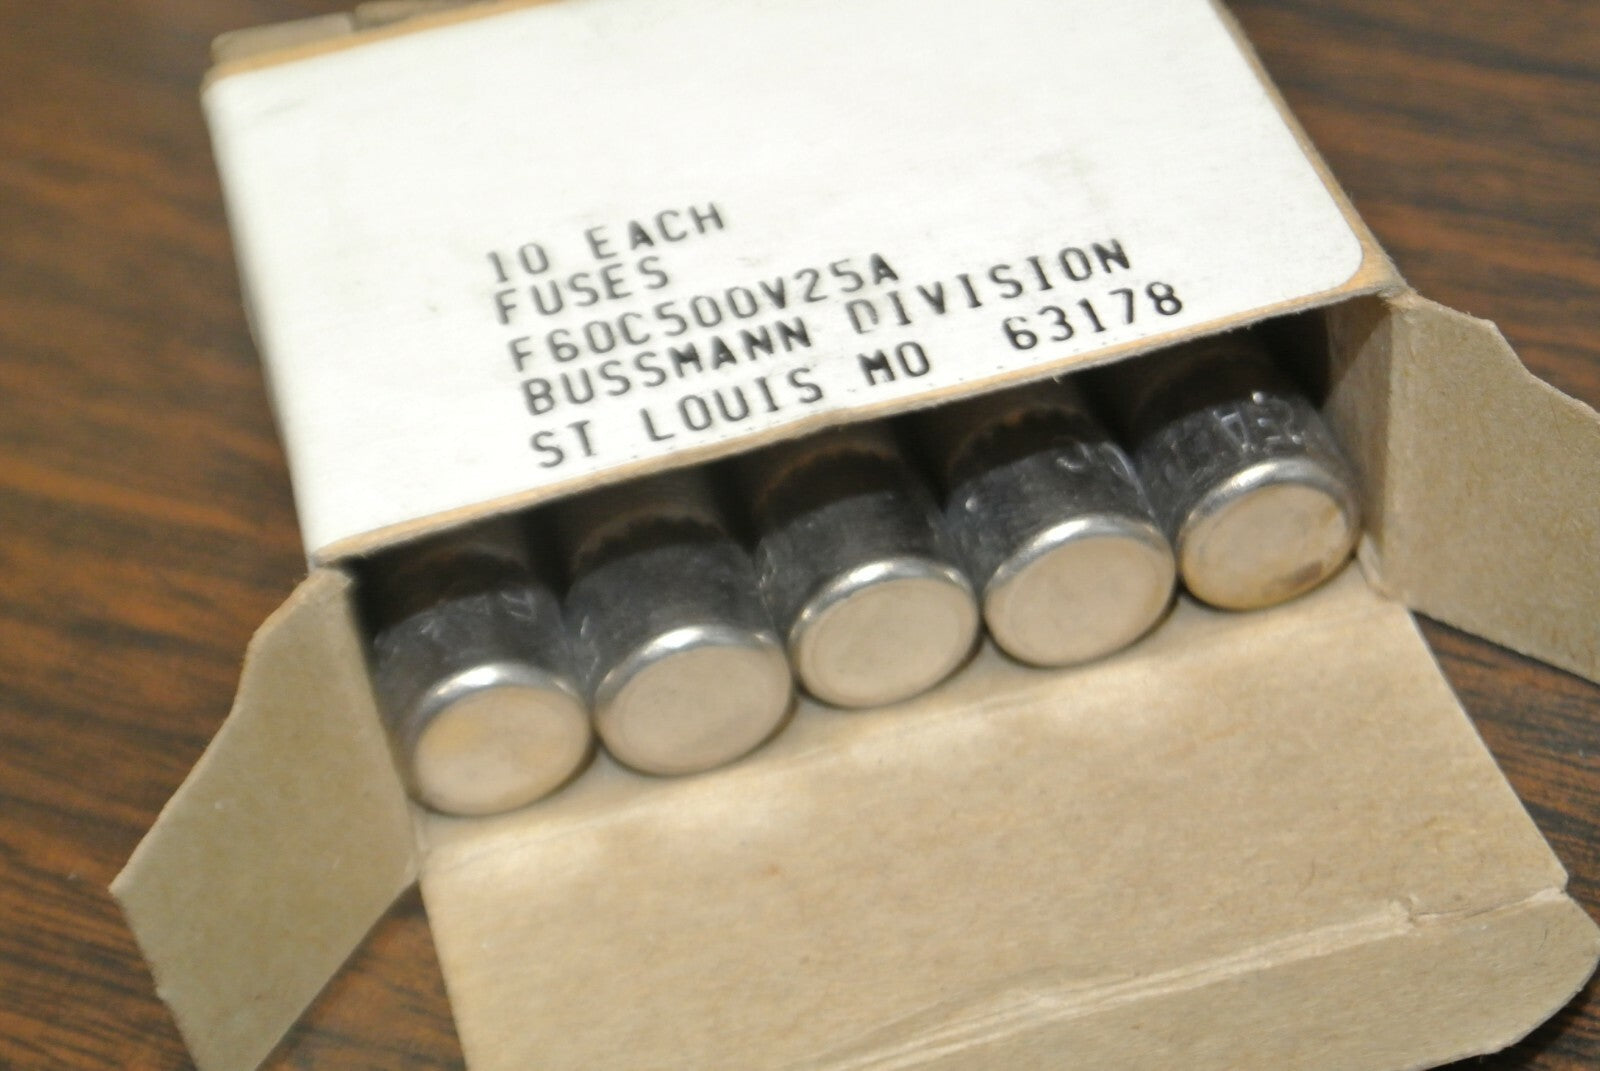 10 EACH
FUSES
F60C500V25A
BUSSMANN DIVISION
ST LOUIS MO 63178